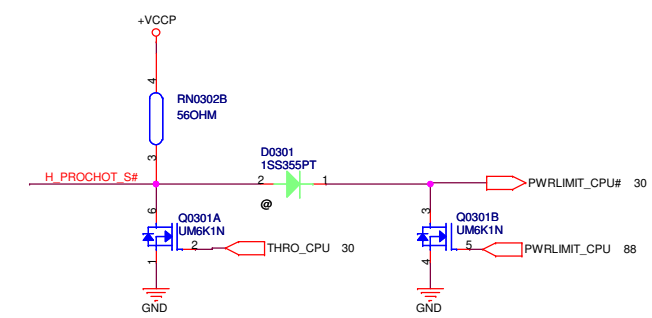 +VCCP
4
RN0302B
56OHM
3
D0301
1SS355PT
H_PROCHOT_S#
2
1
PWRLIMIT_CPU# 30
@
6
Q0301A
UM6K1N
2
THRO_CPU 30
1
GND
3
Q0301B
UM6K1N
5
PWRLIMIT_CPU 88
4
GND